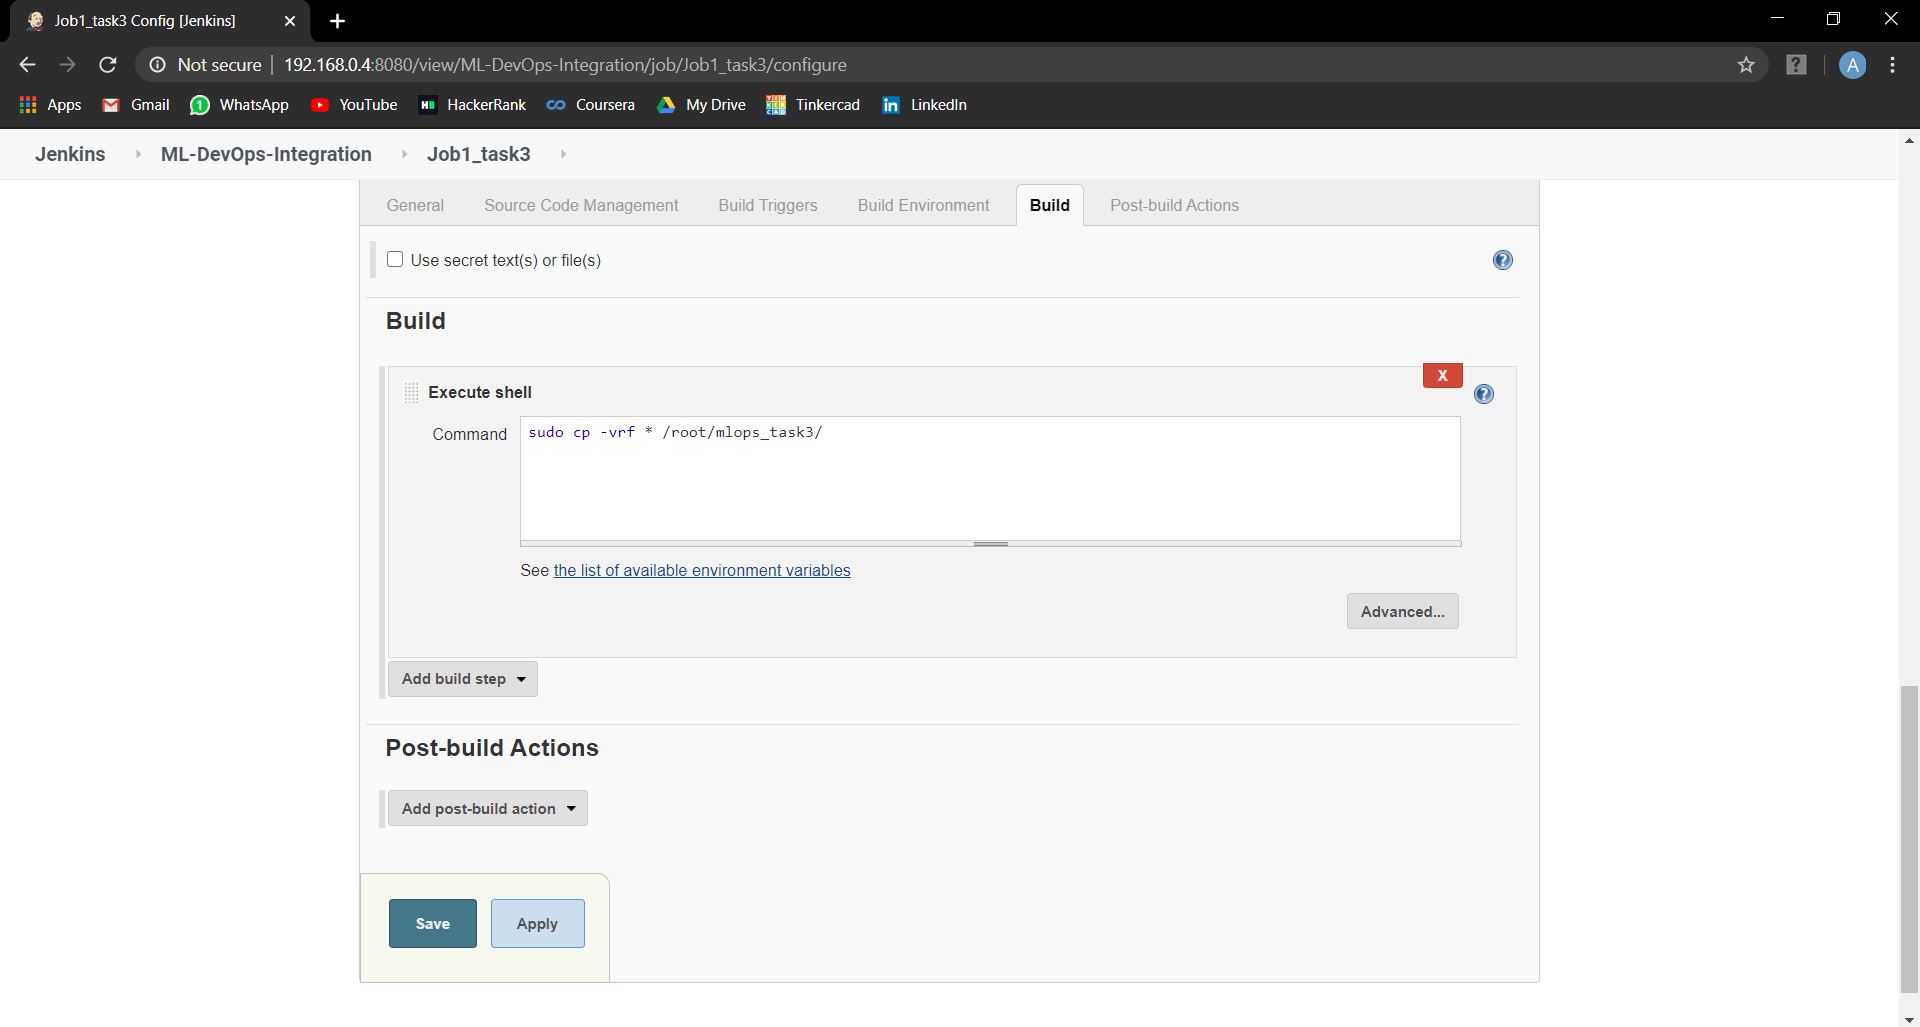 Job1_task3 Config [Jenkins]
Not secure | 192.168.0.4:8080/view/ML-DevOps-Integration/job/Job1_task3/configure
A
Apps Gmail WhatsApp YouTube HackerRank Coursera My Drive Tinkercad LinkedIn
Jenkins ML-DevOps-Integration Job1_task3
General Source Code Management Build Triggers Build Environment Build Post-build Actions
Use secret text(s) or file(s)
Build
X
Execute shell
Command sudo cp -vrf * /root/mlops_task3/
See the list of available environment variables
Advanced...
Add build step
Post-build Actions
Add post-build action
Save Apply